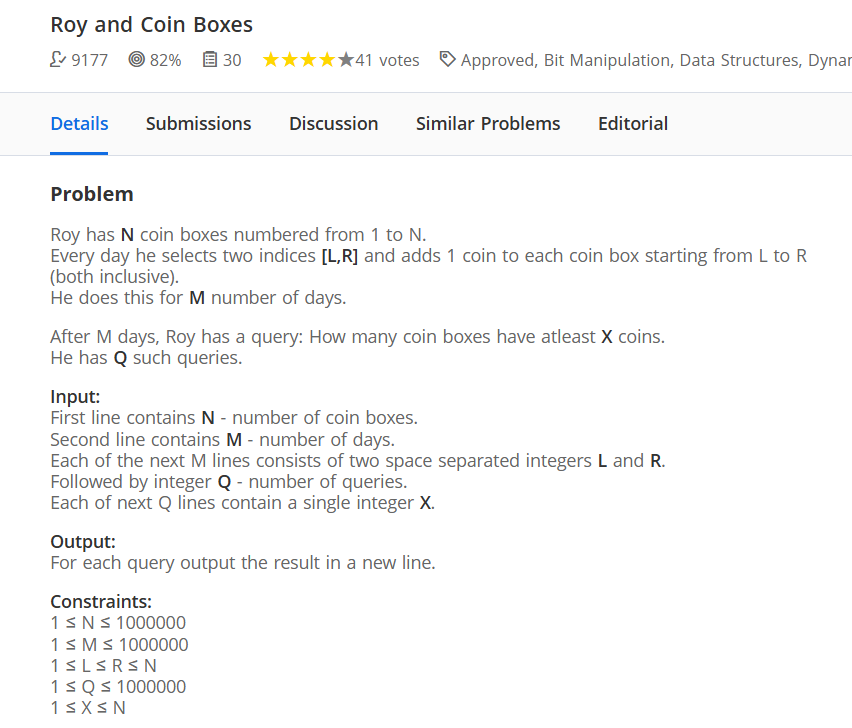 Roy and Coin Boxes
9177 82% 30 41 votes Approved, Bit Manipulation, Data Structures, Dynar
Details Submissions Discussion Similar Problems Editorial
Problem
Roy has N coin boxes numbered from 1 to N.
Every day he selects two indices [L,R] and adds 1 coin to each coin box starting from L to R
(both inclusive).
He does this for M number of days.
After M days, Roy has a query: How many coin boxes have atleast X coins.
He has Q such queries.
Input:
First line contains N - number of coin boxes.
Second line contains M - number of days.
Each of the next M lines consists of two space separated integers L and R.
Followed by integer Q - number of queries.
Each of next Q lines contain a single integer X.
Output:
For each query output the result in a new line.
Constraints:
1 ≤ N ≤ 1000000
1 ≤ M ≤ 1000000
1 ≤ L ≤ R ≤ N
1 ≤ Q ≤ 1000000
1 ≤ X ≤ N